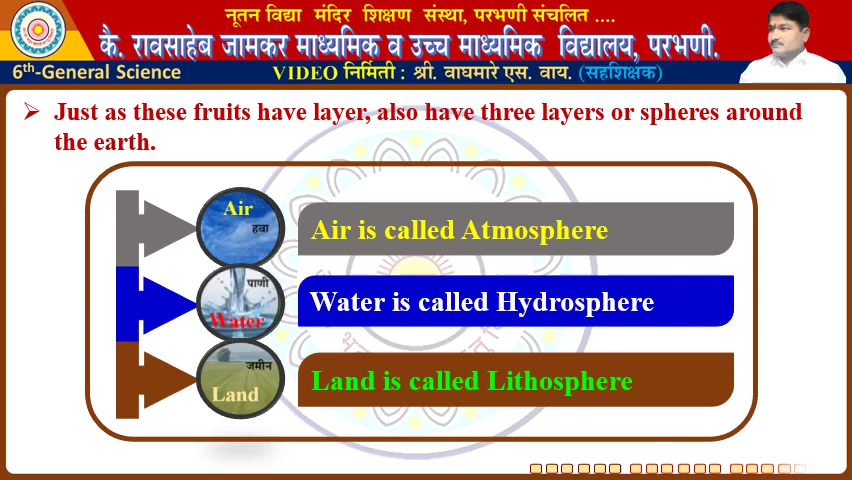 नूतन विद्या मंदिर शिक्षण संस्था, परभणी संचलित ....
कै. रावसाहेब जामकर माध्यमिक व उच्च माध्यमिक विद्यालय, परभणी.
6th-General Science
VIDEO निर्मिती : श्री. वाघमारे एस. वाय. (सहशिक्षक)
➢ Just as these fruits have layer, also have three layers or spheres around
the earth.
Air
हवा
Air is called Atmosphere
पाणी
Water
Water is called Hydrosphere
जमीन
Land
Land is called Lithosphere